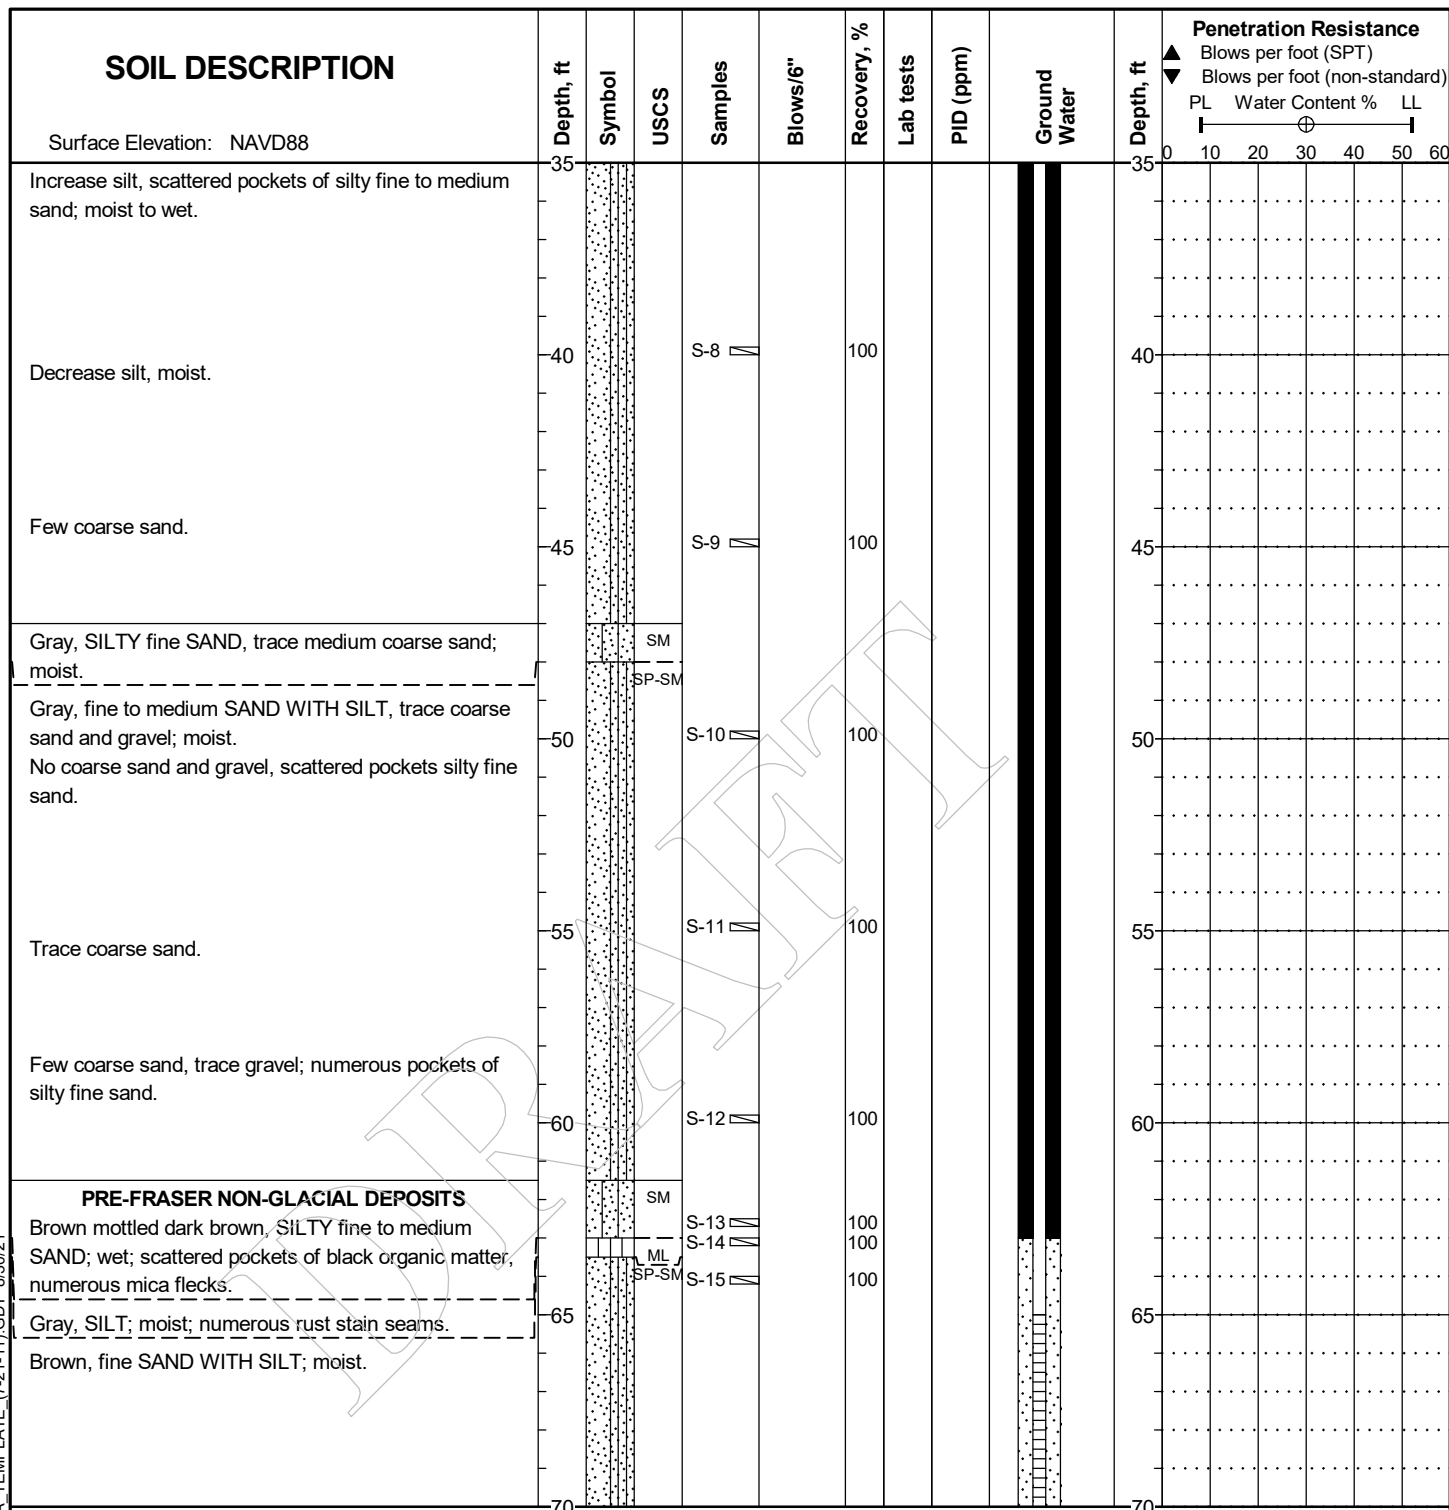 SOIL DESCRIPTION
Surface Elevation: NAVD88
Depth, ft
Symbol
USCS
Samples
Blows/6"
Recovery, %
Lab tests
PID (ppm)
Ground
Water
Depth, ft
Penetration Resistance
▲ Blows per foot (SPT)
▼ Blows per foot (non-standard)
PL Water Content % LL
0 10 20 30 40 50 60
35 35
Increase silt, scattered pockets of silty fine to medium
sand; moist to wet.
S-8 100
40 40
Decrease silt, moist.
Few coarse sand.
S-9 100
45 45
Gray, SILTY fine SAND, trace medium coarse sand;
moist.
SM
SP-SM
Gray, fine to medium SAND WITH SILT, trace coarse
sand and gravel; moist.
S-10 100
50 50
No coarse sand and gravel, scattered pockets silty fine
sand.
S-11 100
55 55
Trace coarse sand.
Few coarse sand, trace gravel; numerous pockets of
silty fine sand.
S-12 100
60 60
PRE-FRASER NON-GLACIAL DEPOSITS
SM
Brown mottled dark brown, SILTY fine to medium
SAND; wet; scattered pockets of black organic matter,
numerous mica flecks.
S-13 100
S-14 100
ML
SP-SM
S-15 100
65 65
Gray, SILT; moist; numerous rust stain seams.
Brown, fine SAND WITH SILT; moist.
70 70
DRAFT